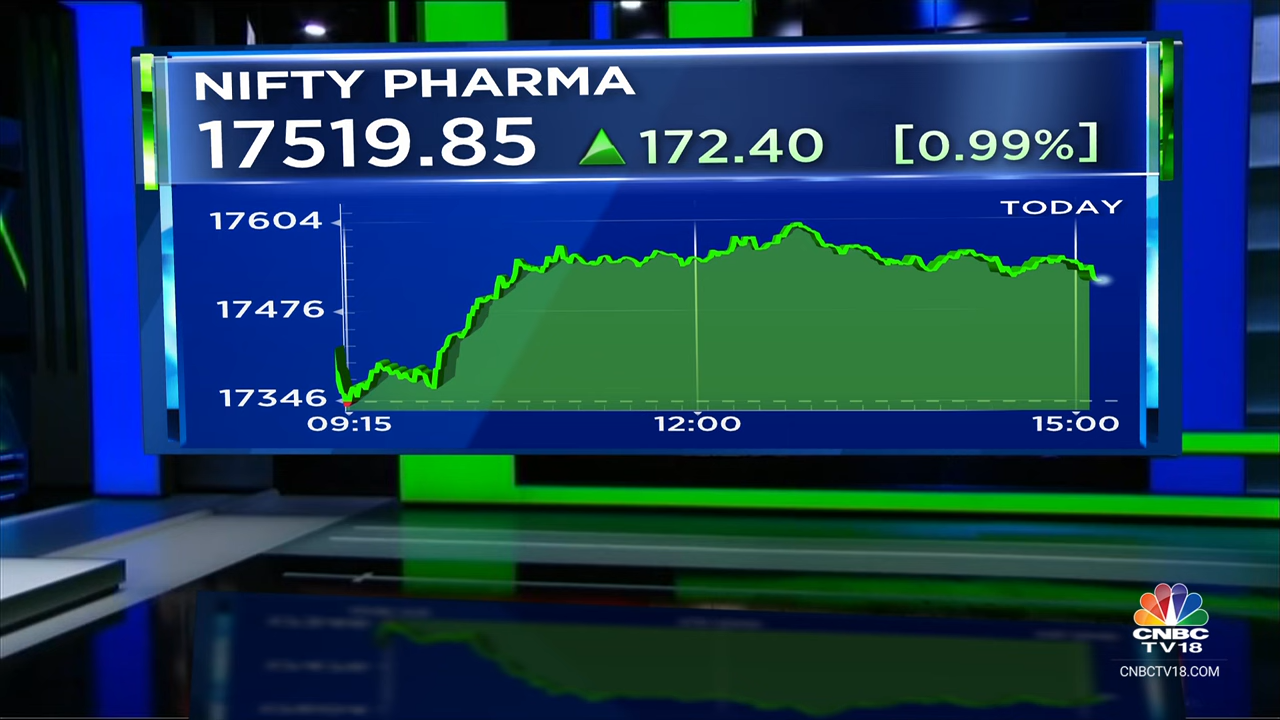 NIFTY PHARMA
17519.85 ▲ 172.40 [0.99%]
TODAY
17604
17476
17346
09:15 12:00 15:00
CNBC
TV18
CNBCTV18.COM